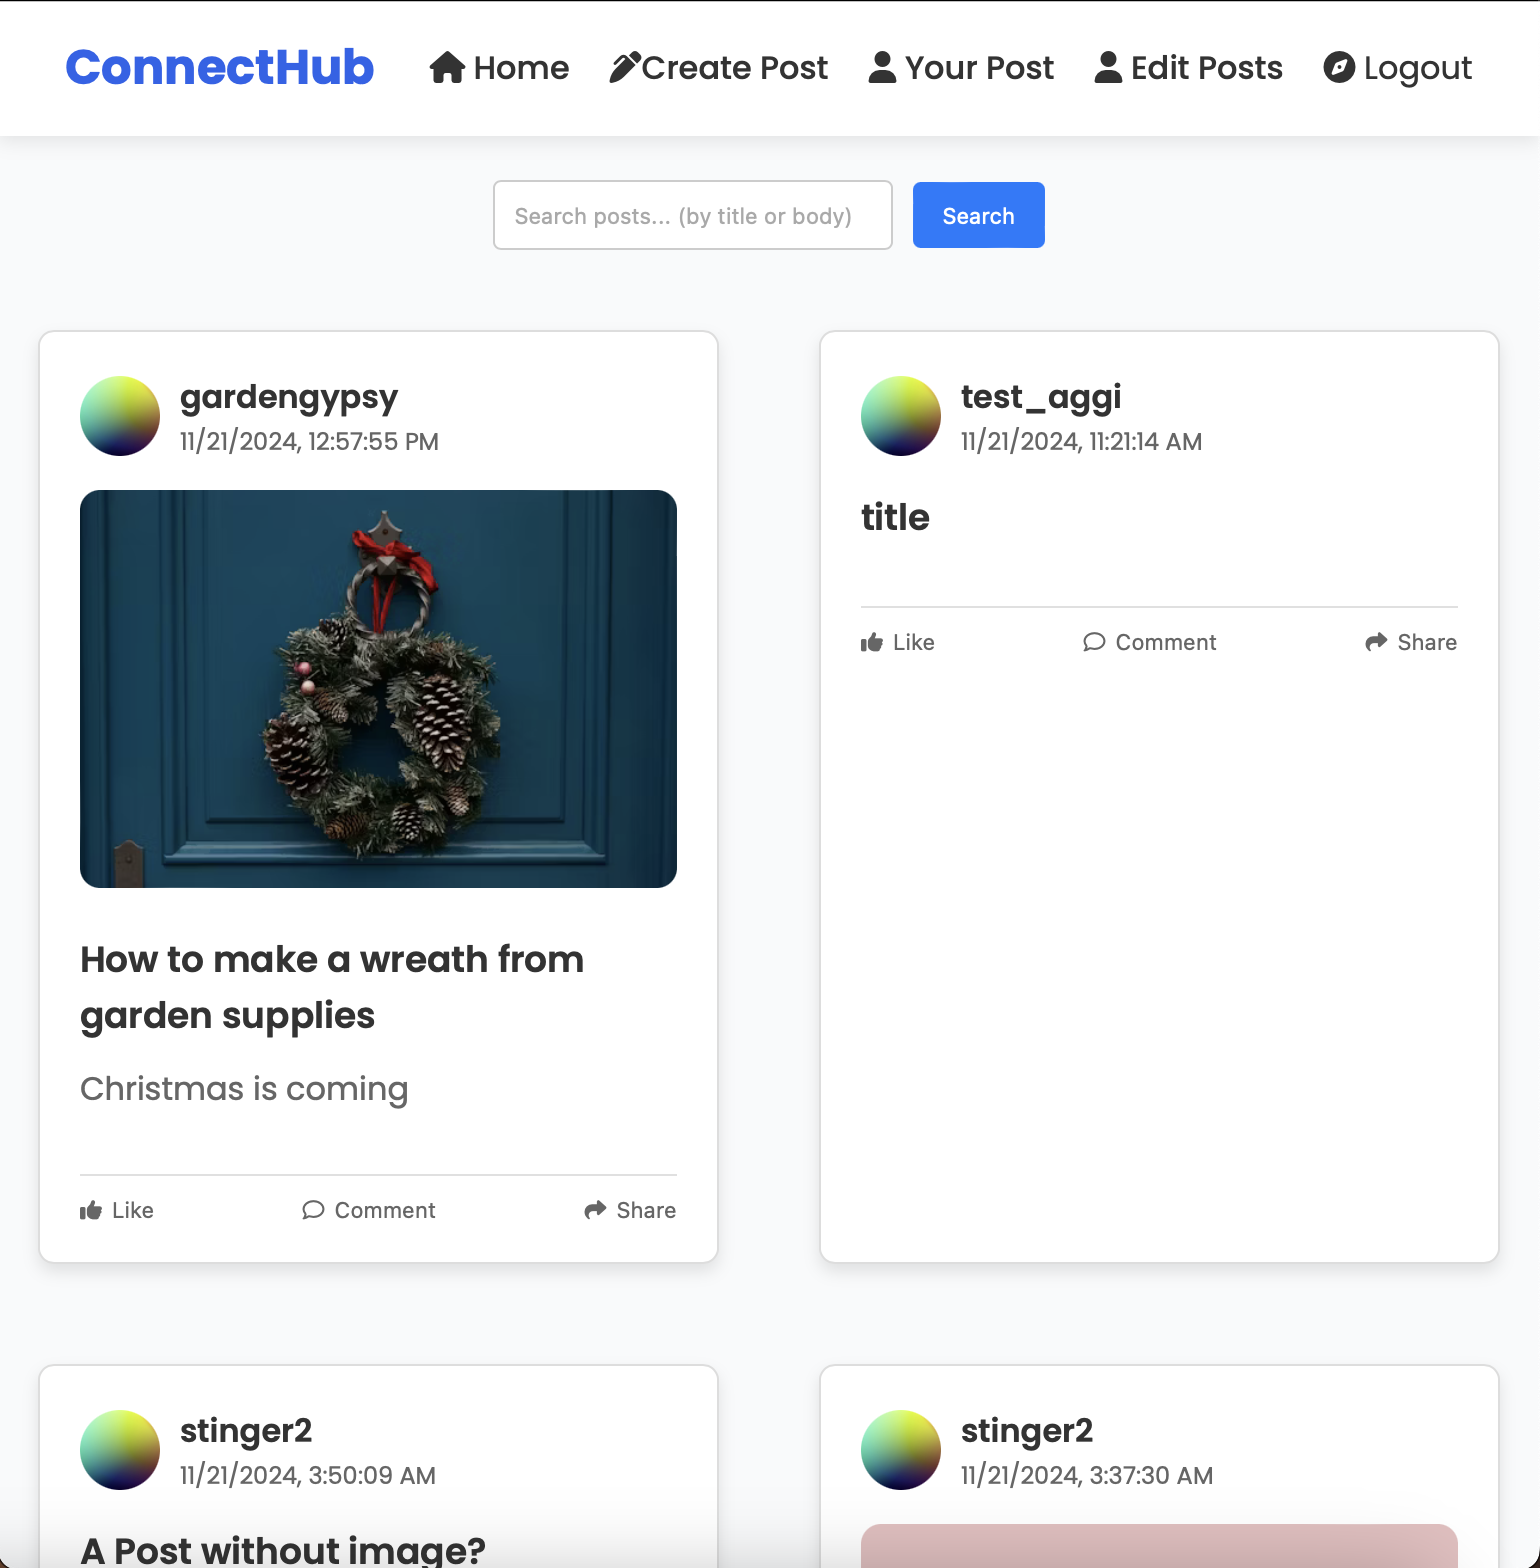 ConnectHub Home Create Post Your Post Edit Posts Logout
Search posts... (by title or body) Search
gardengypsy
11/21/2024, 12:57:55 PM
How to make a wreath from
garden supplies
Christmas is coming
Like Comment Share
test_aggi
11/21/2024, 11:21:14 AM
title
Like Comment Share
stinger2
11/21/2024, 3:50:09 AM
A Post without image?
stinger2
11/21/2024, 3:37:30 AM